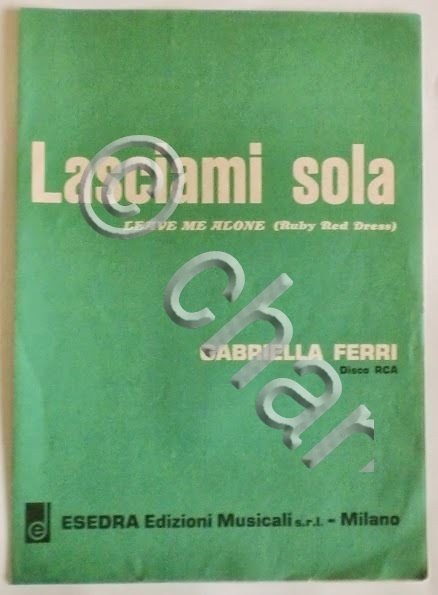 Lasciami sola
LEAVE ME ALONE (Ruby Red Dress)
GABRIELLA FERRI
Disco RCA
e
ESEDRA Edizioni Musicali s.r.l. - Milano
© char